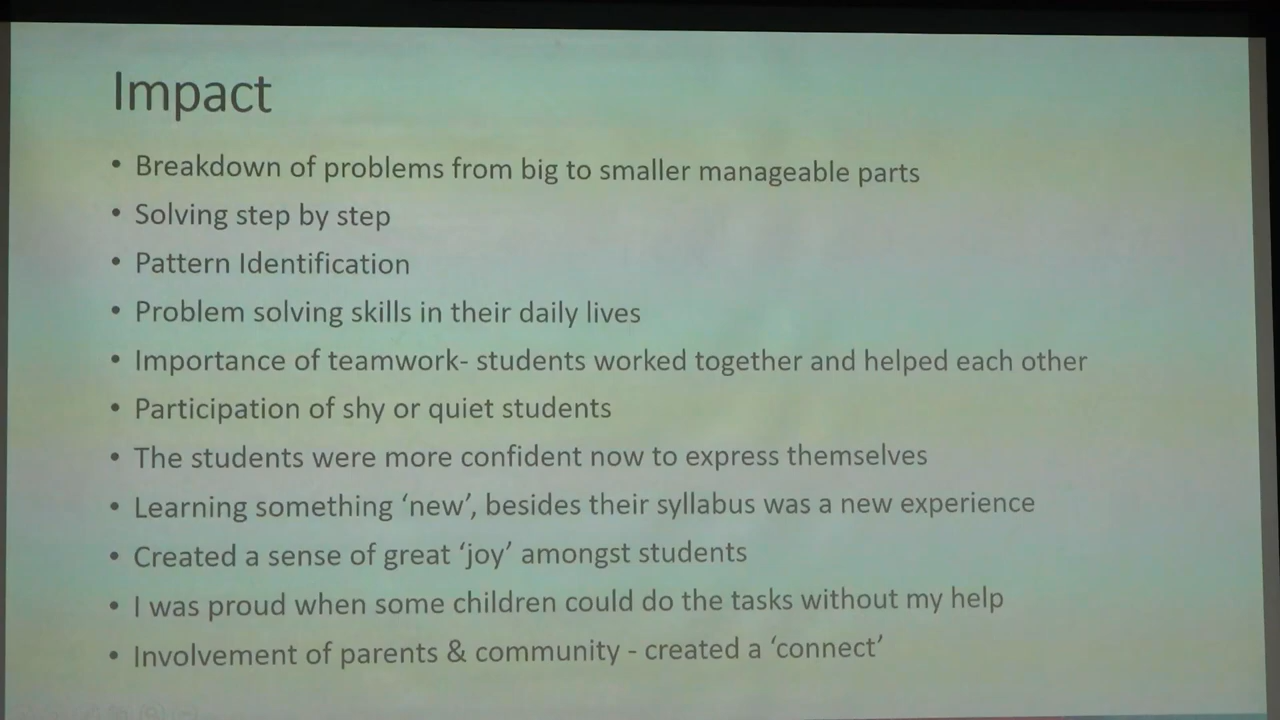 Impact
• Breakdown of problems from big to smaller manageable parts
• Solving step by step
• Pattern Identification
• Problem solving skills in their daily lives
• Importance of teamwork- students worked together and helped each other
• Participation of shy or quiet students
• The students were more confident now to express themselves
• Learning something ‘new’, besides their syllabus was a new experience
• Created a sense of great ‘joy’ amongst students
• I was proud when some children could do the tasks without my help
• Involvement of parents & community - created a ‘connect’